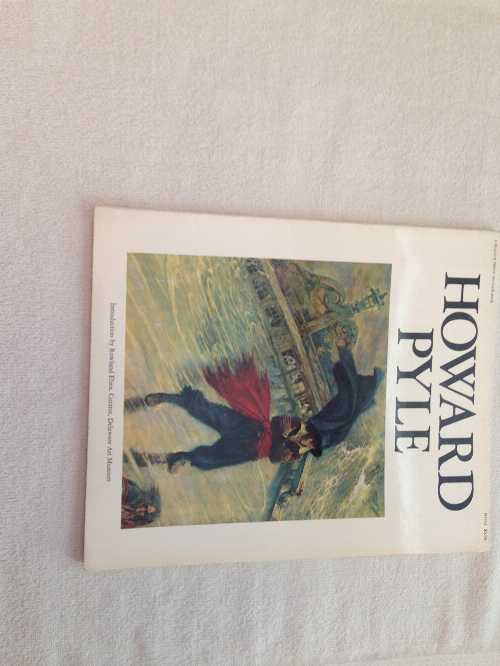 HOWARD
PYLE
Introduction by Rowland Elzea, Curator, Delaware Art Museum